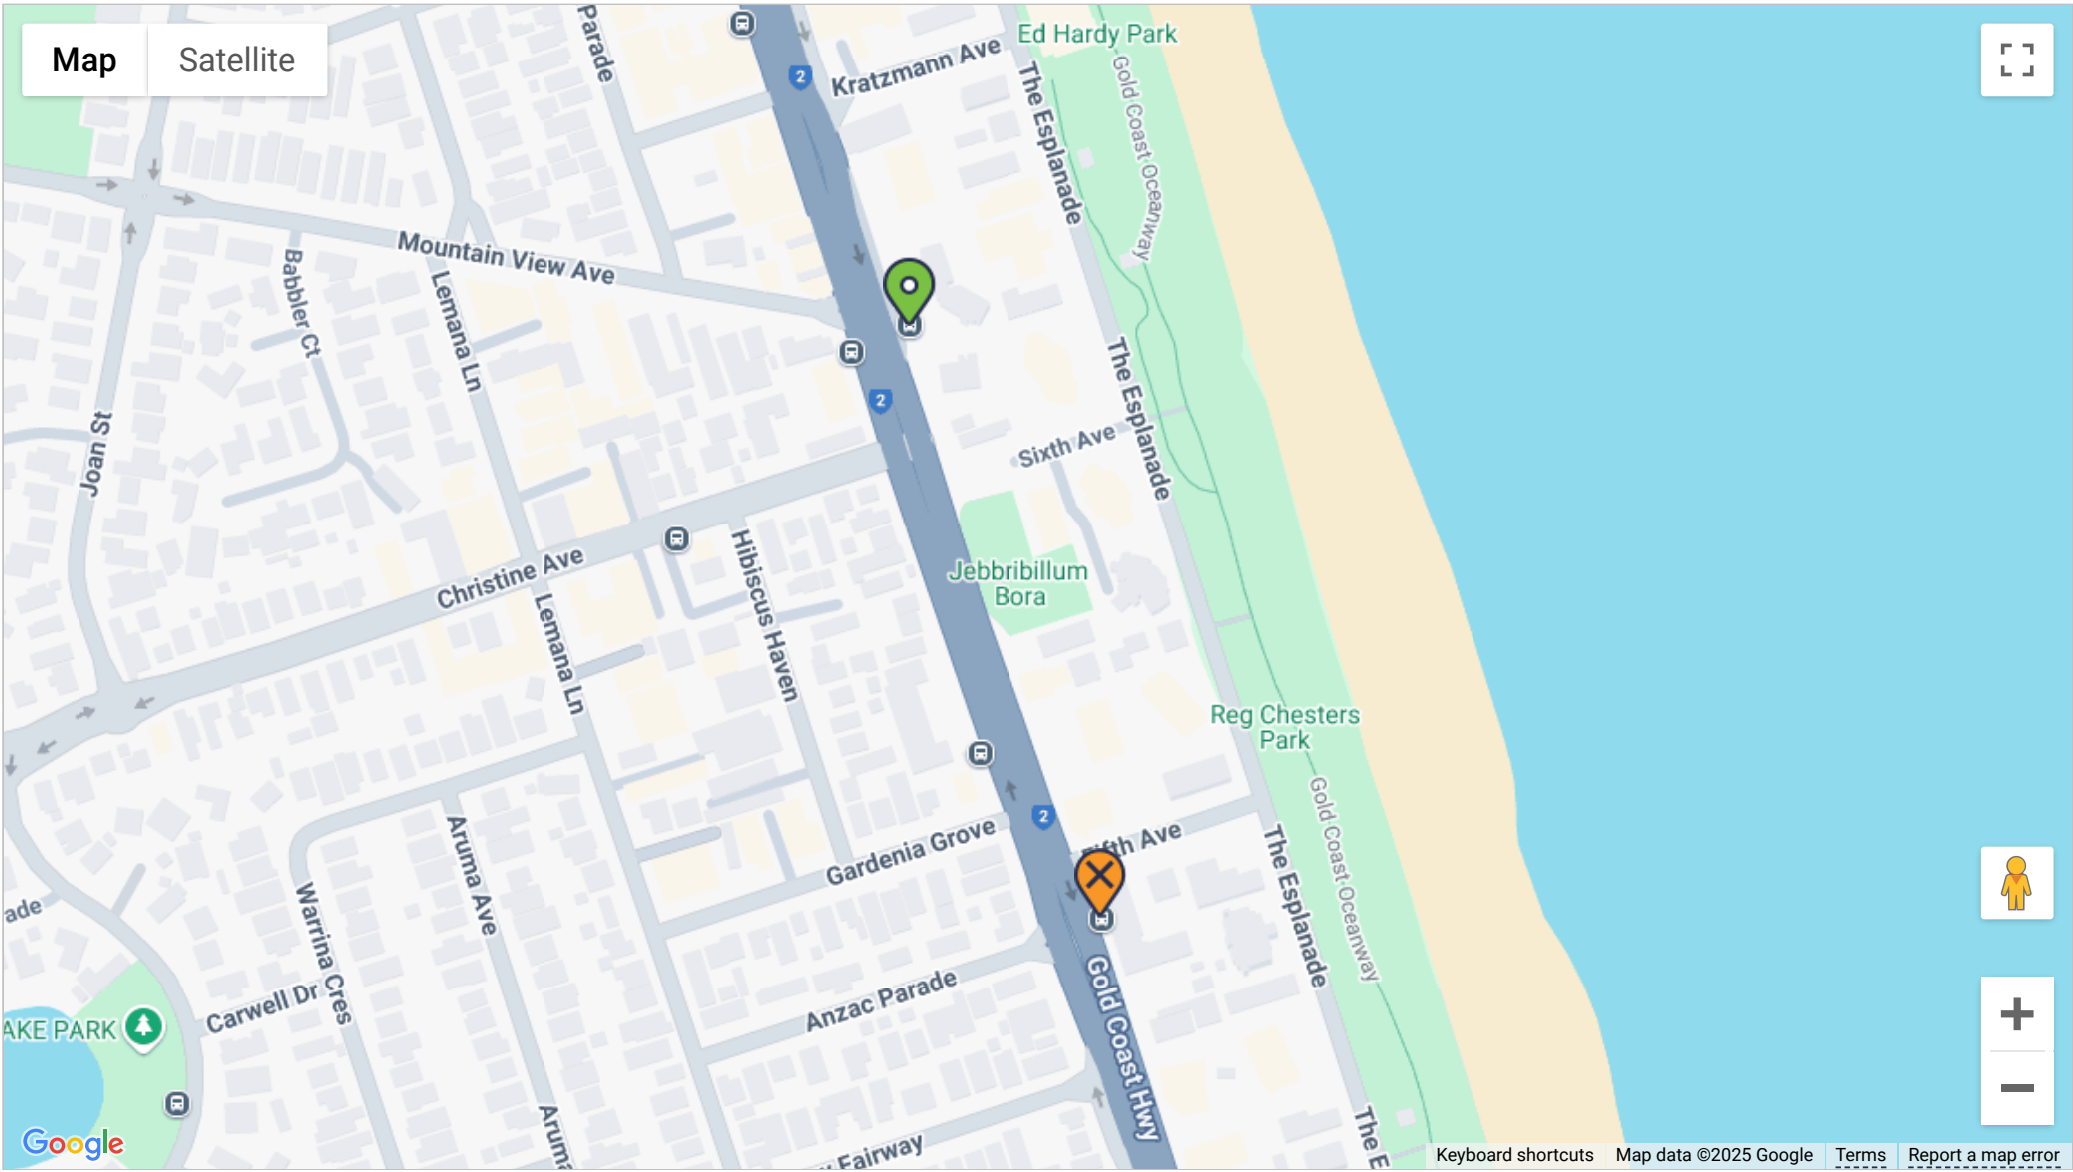 Map
Satellite
Parade
2
Kratzmann Ave
Ed Hardy Park
The Esplanade
Gold Coast Oceanway
Mountain View Ave
Babbler Ct
Lemana Ln
Joan St
2
The Esplanade
Sixth Ave
Christine Ave
Hibiscus Haven
Jebbribillum
Bora
Lemana Ln
Reg Chesters
Park
Gold Coast Oceanway
2
Fifth Ave
Gardenia Grove
Aruma Ave
The Esplanade
Warrina Cres
ade
Carwell Dr
Anzac Parade
Gold Coast Hwy
AKE PARK
Aruma
Fairway
The E
Google
Keyboard shortcuts
Map data ©2025 Google
Terms
Report a map error